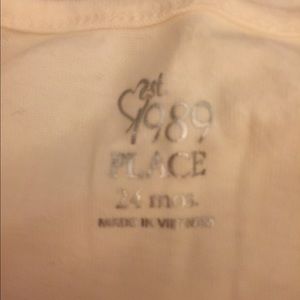 est.
1989
PLACE
24 mos.
MADE IN VIETNAM